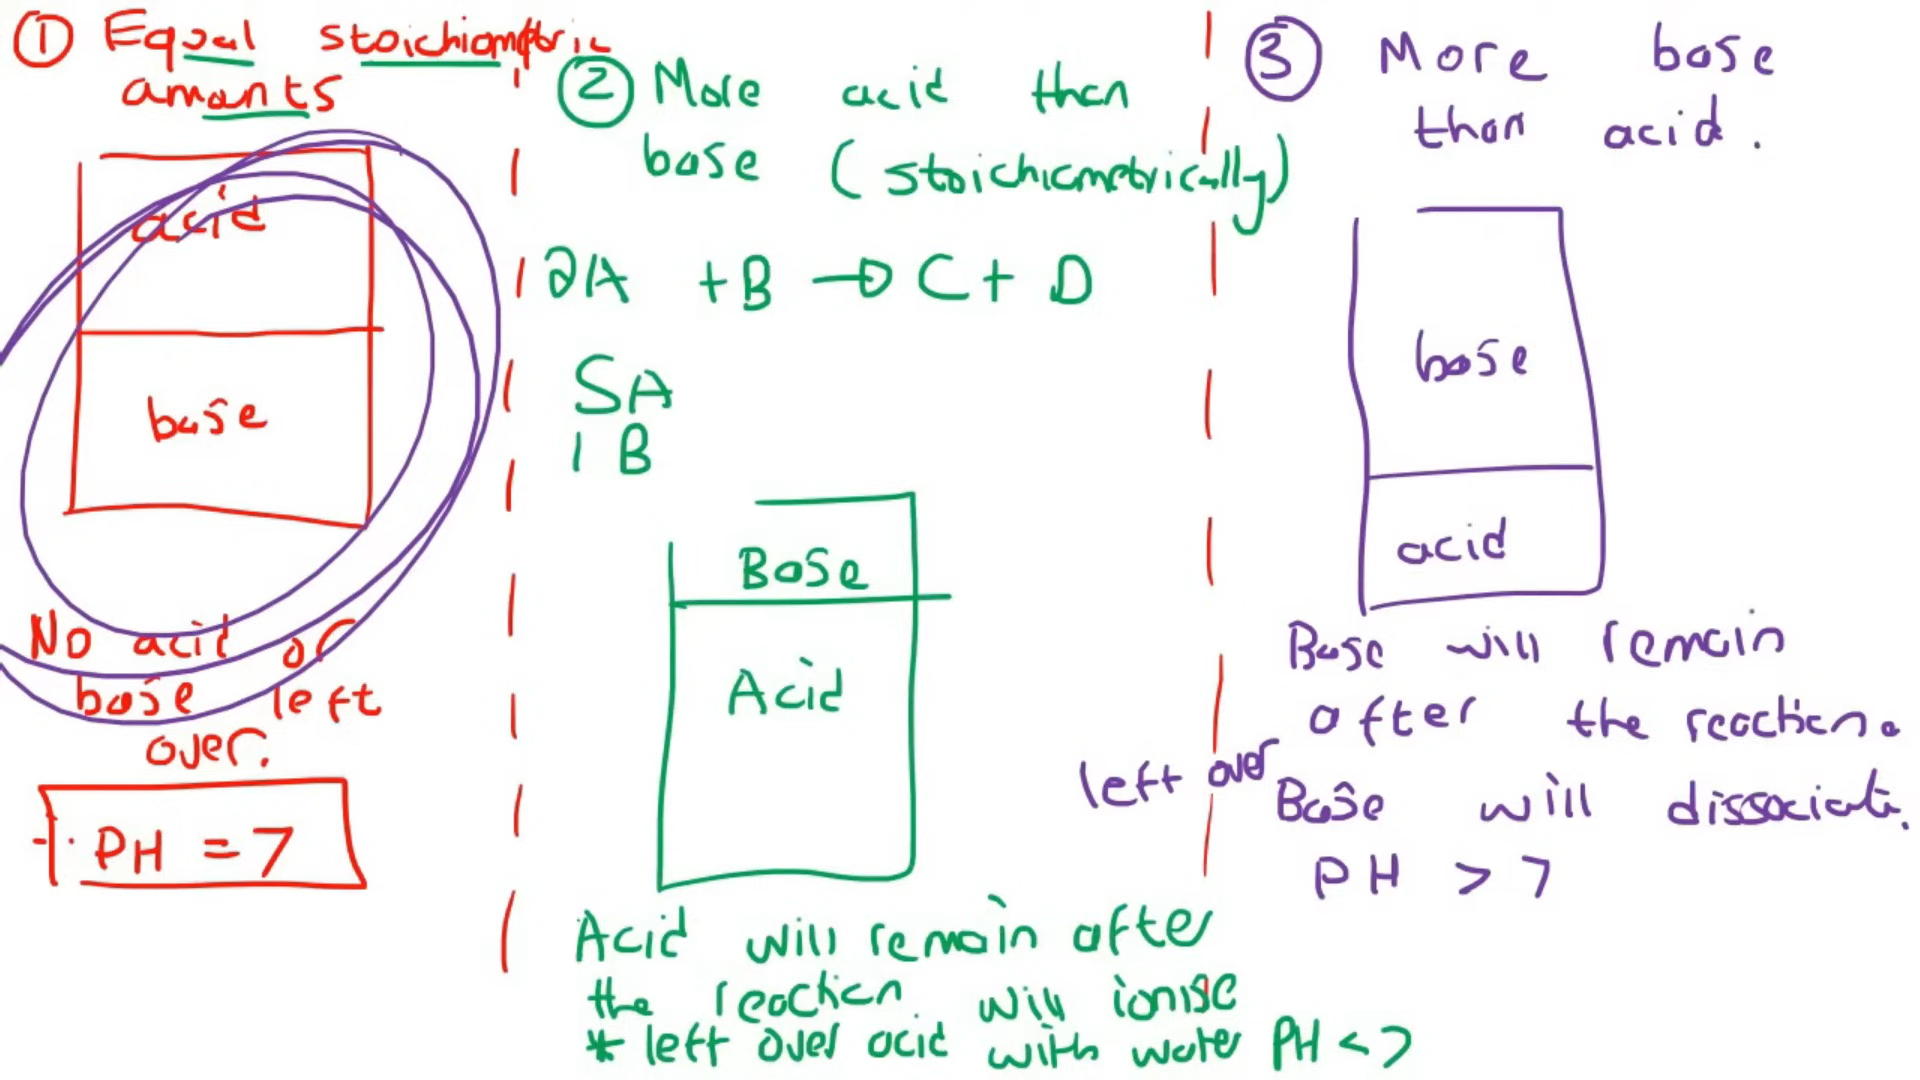 ① Equal stoichiometric
amounts
acid
base
No acid or
base left
over.
∴ PH = 7
② More acid than
base (stoichiometrically)
2A + B → C + D
5A
1 B
Base
Acid
Acid will remain after
the reaction will ionise
* left over acid with water PH < 7
③ More base
than acid.
base
acid
Base will remain
after the reaction.
left over Base will dissociate.
PH > 7